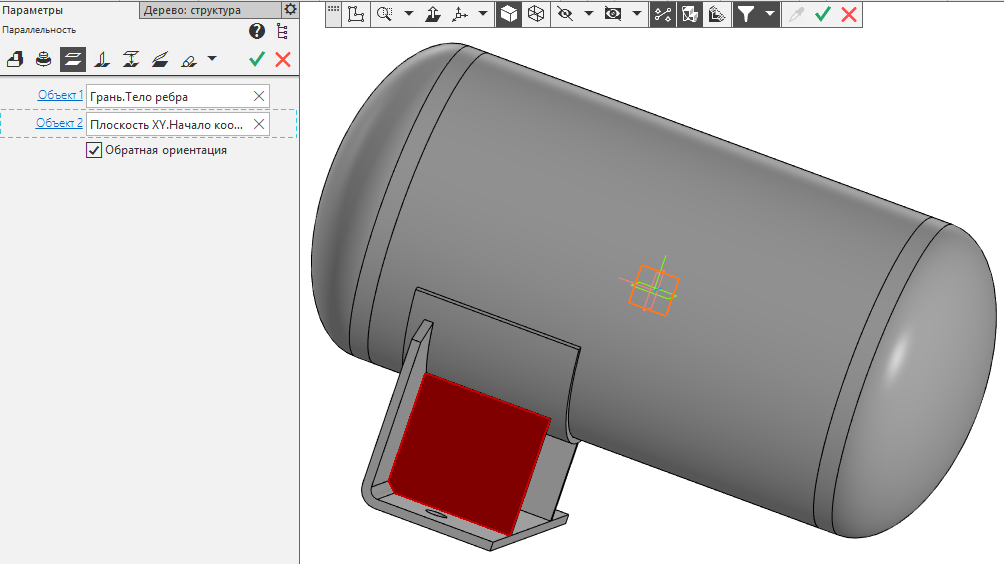 Параметры
Дерево: структура
Параллельность
Объект 1
Грань.Тело ребра
Объект 2
Плоскость XY.Начало коо...
Обратная ориентация